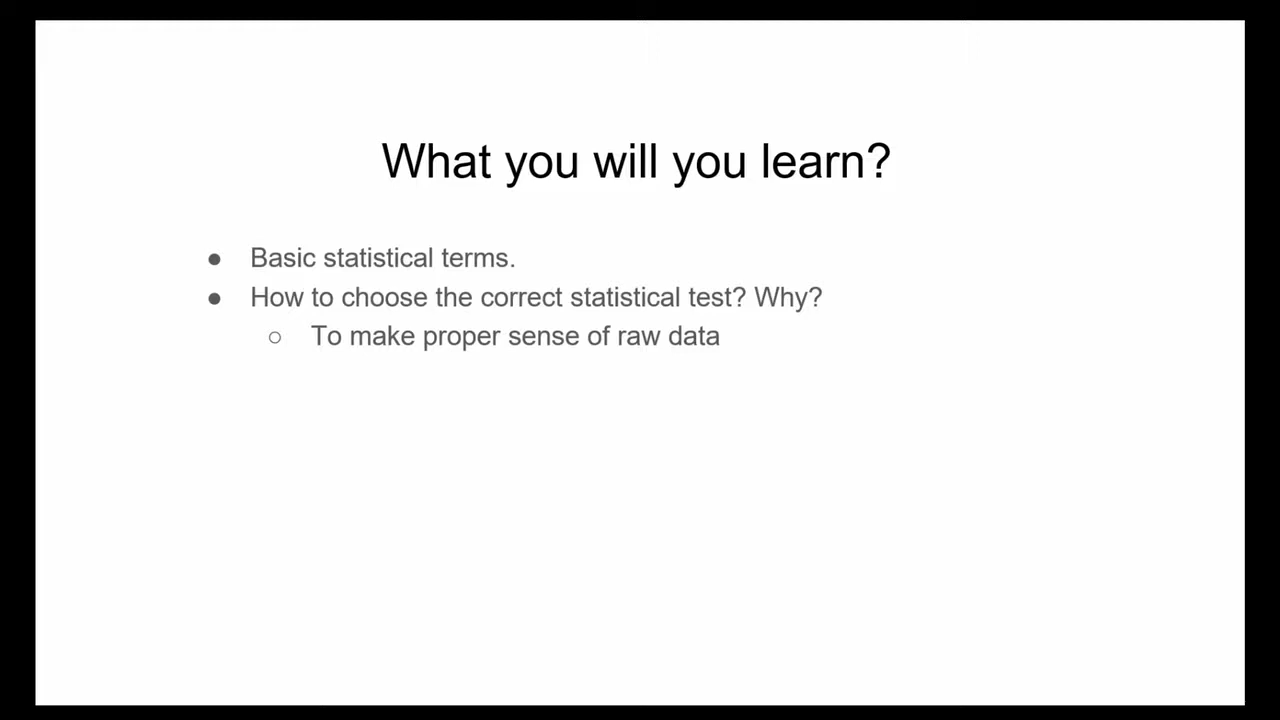 What you will you learn?
● Basic statistical terms.
● How to choose the correct statistical test? Why?
○ To make proper sense of raw data